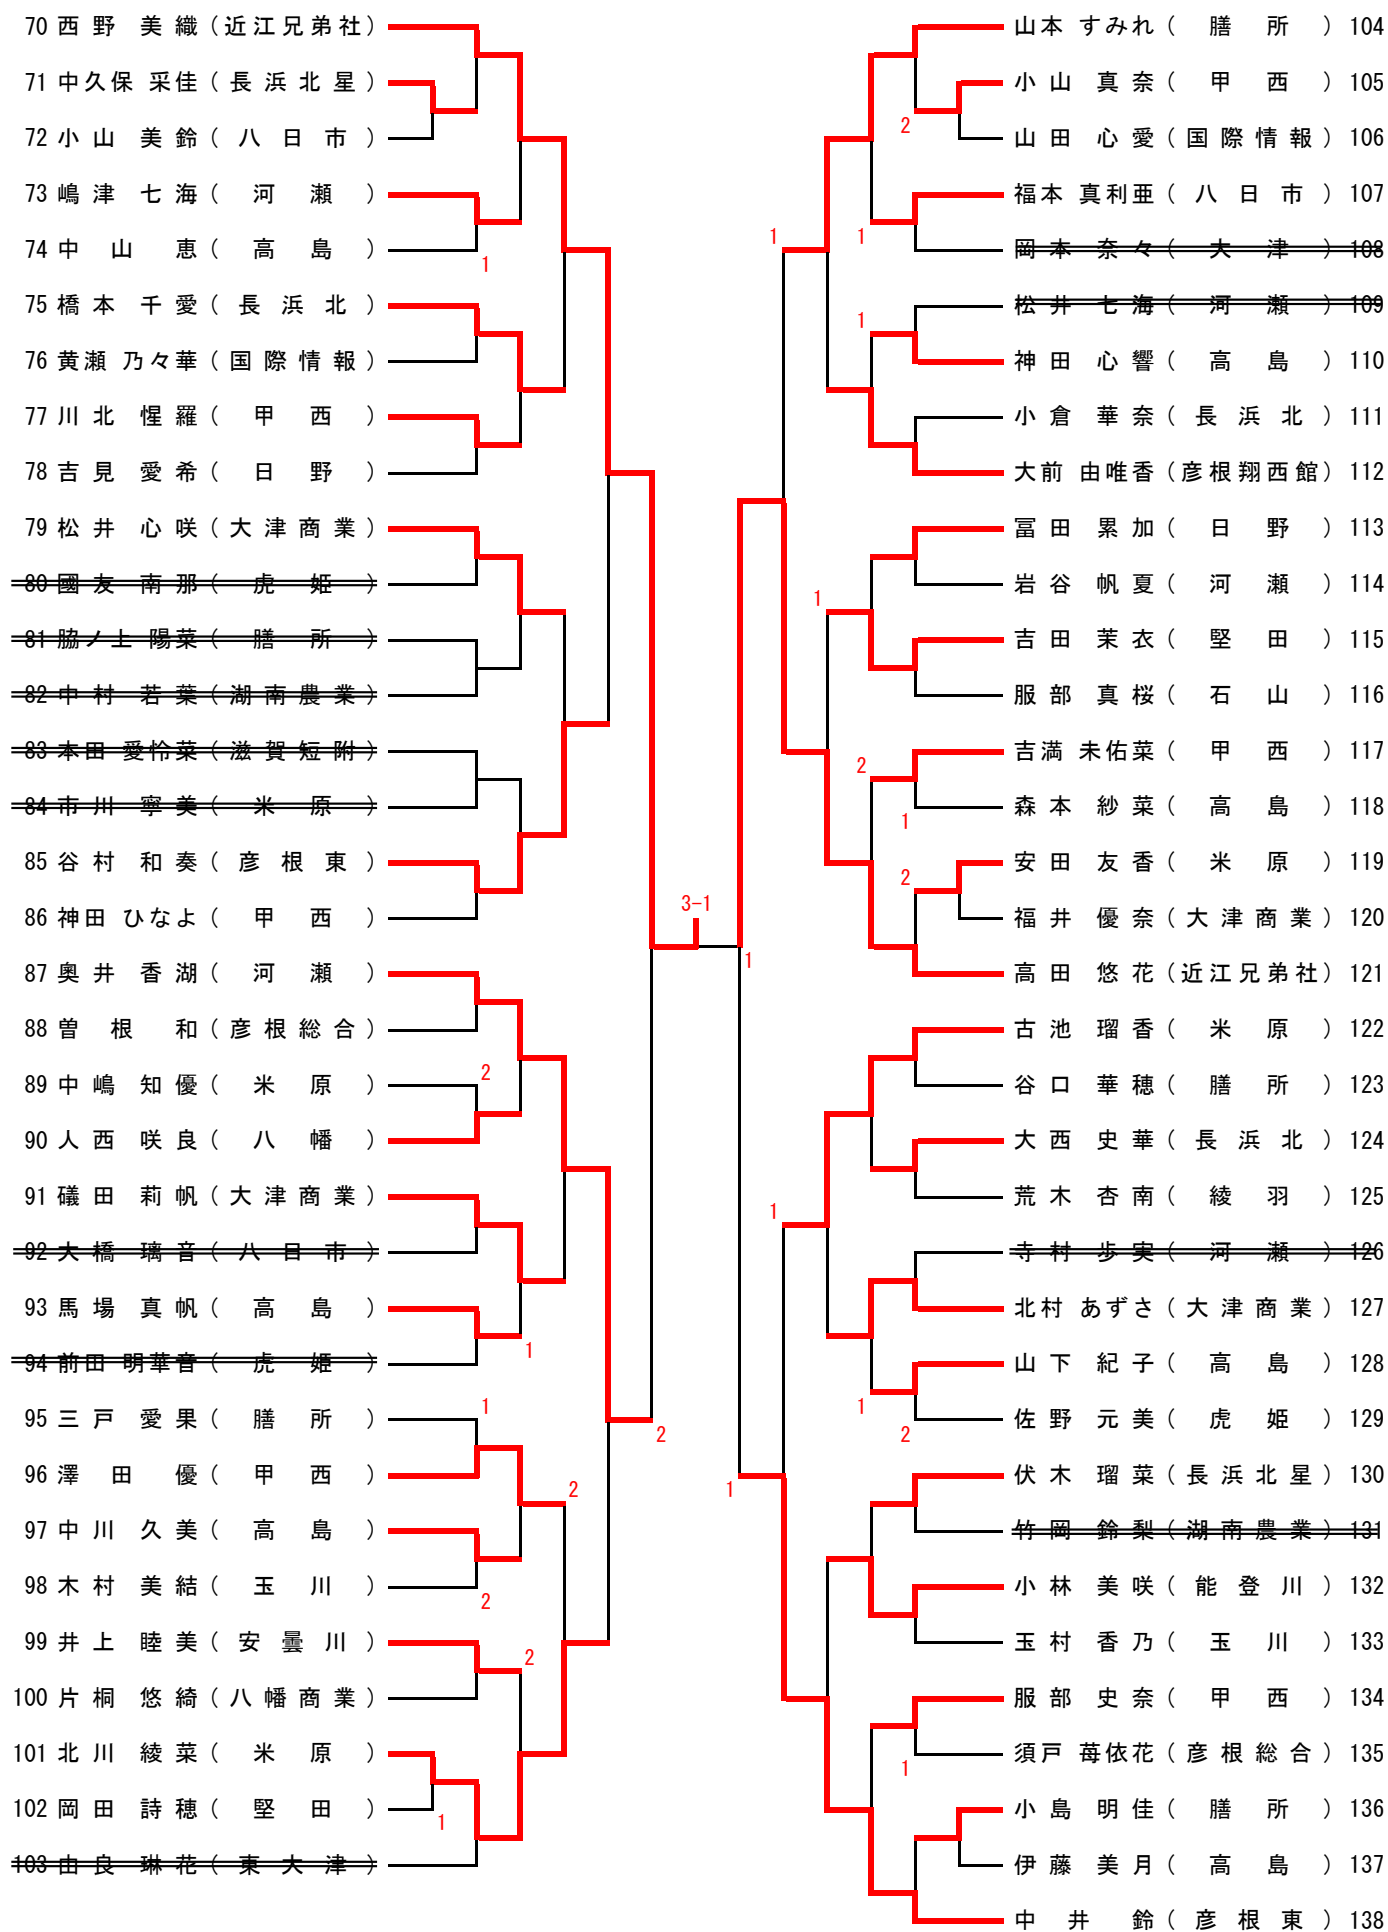 70 西野 美織 (近江兄弟社)
71 中久保 采佳 (長浜北星)
72 小山 美鈴 (八日市)
73 嶋津 七海 (河瀬)
74 中山 恵 (高島)
1
75 橋本 千愛 (長浜北)
76 黄瀬 乃々華 (国際情報)
77 川北 惺羅 (甲西)
78 吉見 愛希 (日野)
79 松井 心咲 (大津商業)
80 國友 南那 (虎姫)
81 脇ノ上 陽菜 (膳所)
82 中村 若葉 (湖南農業)
83 本田 愛怜菜 (滋賀短附)
84 市川 寧美 (米原)
85 谷村 和奏 (彦根東)
86 神田 ひなよ (甲西)
87 奥井 香湖 (河瀬)
88 曽根 和 (彦根総合)
2
89 中嶋 知優 (米原)
90 人西 咲良 (八幡)
91 礒田 莉帆 (大津商業)
92 大橋 璃音 (八日市)
93 馬場 真帆 (高島)
1
94 前田 明華音 (虎姫)
1
95 三戸 愛果 (膳所)
2
96 澤田 優 (甲西)
2
97 中川 久美 (高島)
98 木村 美結 (玉川)
2
99 井上 睦美 (安曇川)
2
100 片桐 悠綺 (八幡商業)
101 北川 綾菜 (米原)
102 岡田 詩穂 (堅田)
1
103 由良 琳花 (東大津)
3-1
1
山本 すみれ (膳所) 104
小山 真奈 (甲西) 105
2
山田 心愛 (国際情報) 106
福本 真利亜 (八日市) 107
1
1
岡本 奈々 (大津) 108
松井 七海 (河瀬) 109
1
神田 心響 (高島) 110
小倉 華奈 (長浜北) 111
大前 由唯香 (彦根翔西館) 112
冨田 累加 (日野) 113
岩谷 帆夏 (河瀬) 114
1
吉田 茉衣 (堅田) 115
服部 真桜 (石山) 116
吉満 未佑菜 (甲西) 117
2
森本 紗菜 (高島) 118
1
安田 友香 (米原) 119
2
福井 優奈 (大津商業) 120
高田 悠花 (近江兄弟社) 121
古池 瑠香 (米原) 122
谷口 華穂 (膳所) 123
大西 史華 (長浜北) 124
荒木 杏南 (綾羽) 125
1
寺村 歩実 (河瀬) 126
北村 あずさ (大津商業) 127
山下 紀子 (高島) 128
1
佐野 元美 (虎姫) 129
2
伏木 瑠菜 (長浜北星) 130
1
竹岡 鈴梨 (湖南農業) 131
小林 美咲 (能登川) 132
玉村 香乃 (玉川) 133
服部 史奈 (甲西) 134
須戸 苺依花 (彦根総合) 135
1
小島 明佳 (膳所) 136
伊藤 美月 (高島) 137
中井 鈴 (彦根東) 138